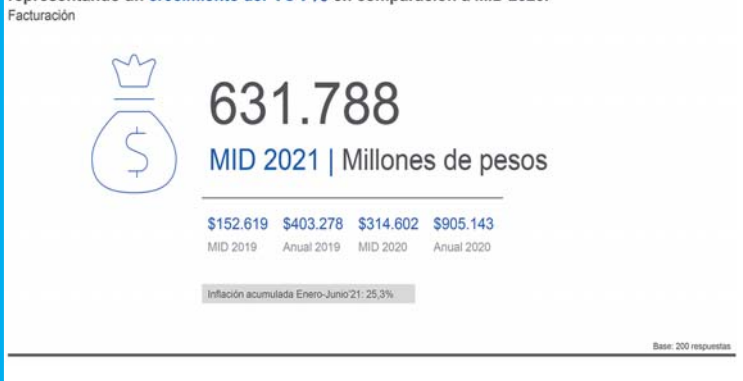 Facturación
$
631.788
MID 2021 | Millones de pesos
$152.619 $403.278 $314.602 $905.143
MID 2019 Anual 2019 MID 2020 Anual 2020
Inflación acumulada Enero-Junio'21: 25,3%
Base: 200 respuestas